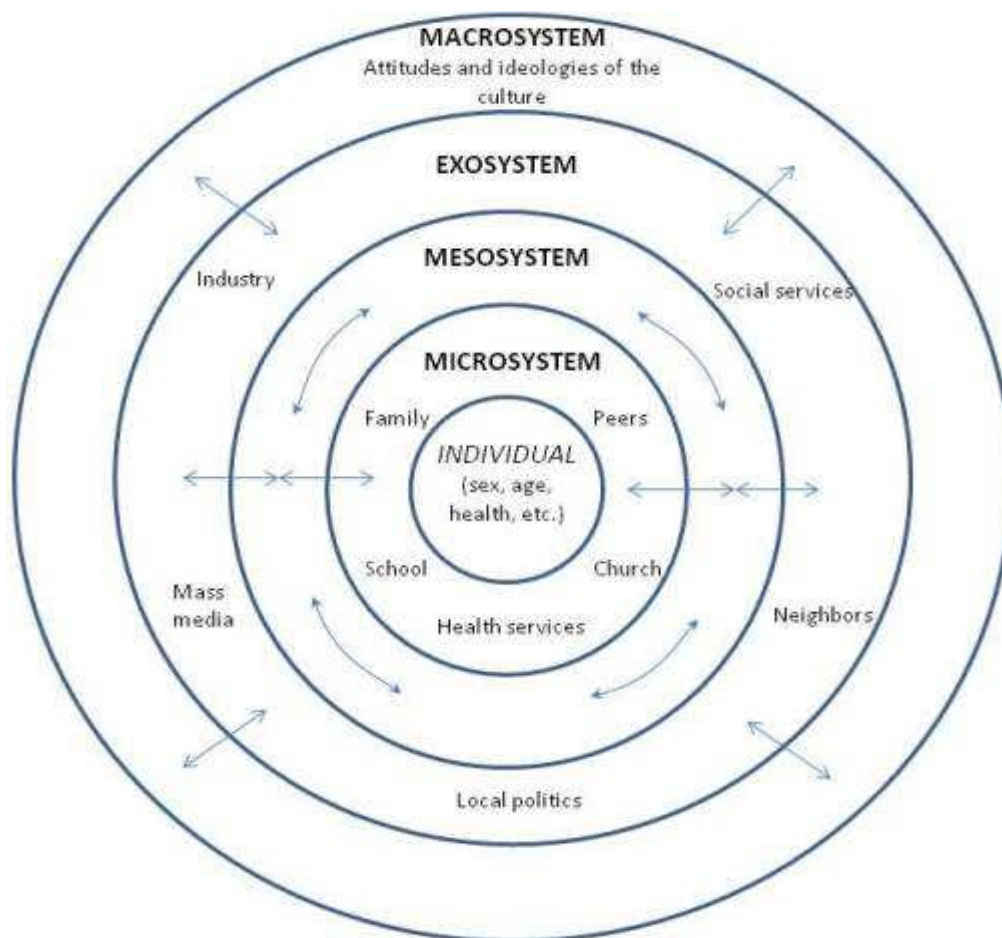 MACROSYSTEM
Attitudes and ideologies of the
culture
EXOSYSTEM
MESOSYSTEM
Industry
Social services
MICROSYSTEM
Family
Peers
INDIVIDUAL
(sex, age,
health, etc.)
School
Church
Mass
media
Health services
Neighbors
Local politics